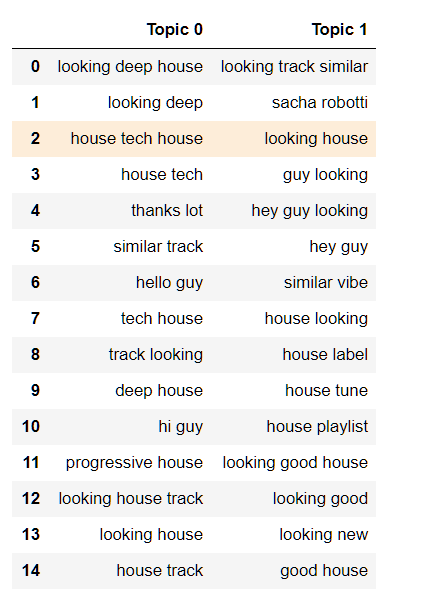 Topic 0 Topic 1
0 looking deep house looking track similar
1 looking deep sacha robotti
2 house tech house looking house
3 house tech guy looking
4 thanks lot hey guy looking
5 similar track hey guy
6 hello guy similar vibe
7 tech house house looking
8 track looking house label
9 deep house house tune
10 hi guy house playlist
11 progressive house looking good house
12 looking house track looking good
13 looking house looking new
14 house track good house